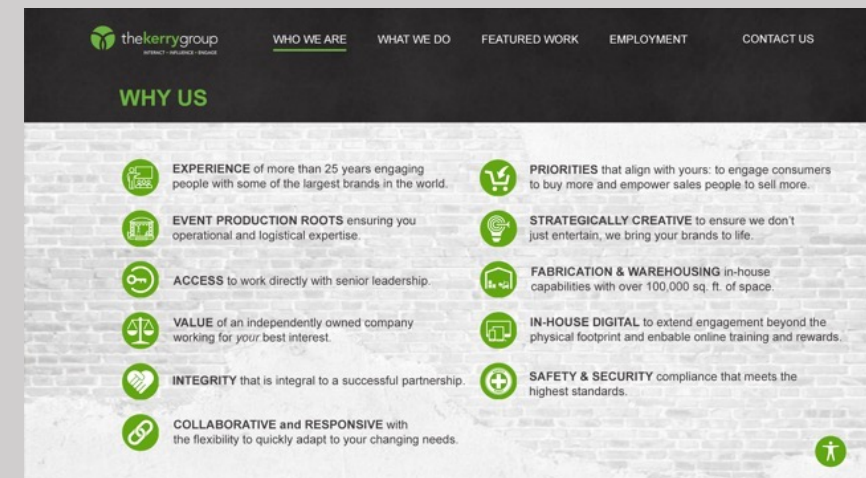 thekerrygroup
INTERACT • INFLUENCE • ENGAGE
WHO WE ARE
WHAT WE DO
FEATURED WORK
EMPLOYMENT
CONTACT US
WHY US
EXPERIENCE of more than 25 years engaging
people with some of the largest brands in the world.
EVENT PRODUCTION ROOTS ensuring you
operational and logistical expertise.
ACCESS to work directly with senior leadership.
VALUE of an independently owned company
working for your best interest.
INTEGRITY that is integral to a successful partnership.
COLLABORATIVE and RESPONSIVE with
the flexibility to quickly adapt to your changing needs.
PRIORITIES that align with yours: to engage consumers
to buy more and empower sales people to sell more.
STRATEGICALLY CREATIVE to ensure we don't
just entertain, we bring your brands to life.
FABRICATION & WAREHOUSING in-house
capabilities with over 100,000 sq. ft. of space.
IN-HOUSE DIGITAL to extend engagement beyond the
physical footprint and enbable online training and rewards.
SAFETY & SECURITY compliance that meets the
highest standards.